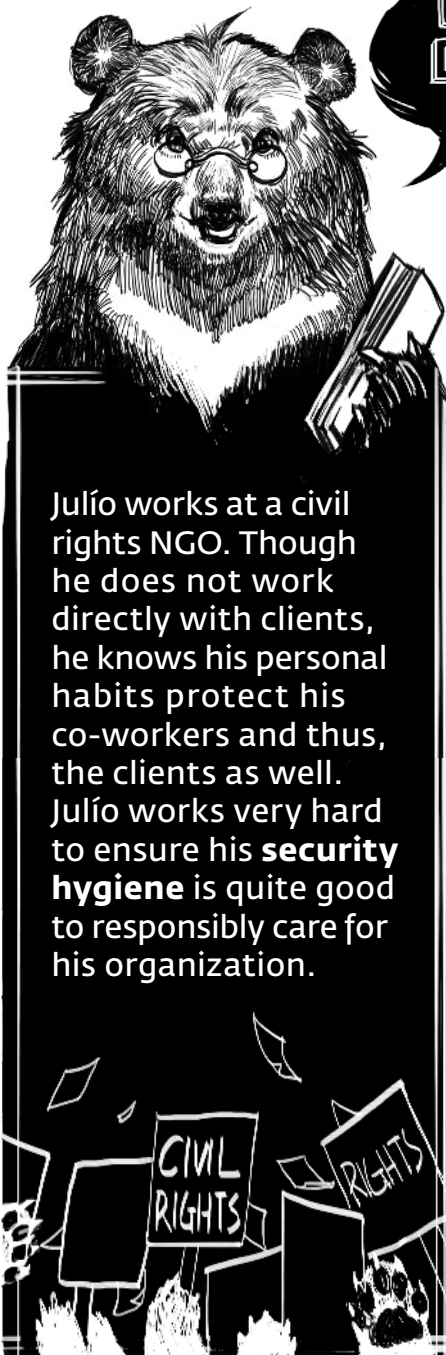 Julío works at a civil
rights NGO. Though
he does not work
directly with clients,
he knows his personal
habits protect his
co-workers and thus,
the clients as well.
Julío works very hard
to ensure his security
hygiene is quite good
to responsibly care for
his organization.
CIVIL
RIGHTS
RIGHTS